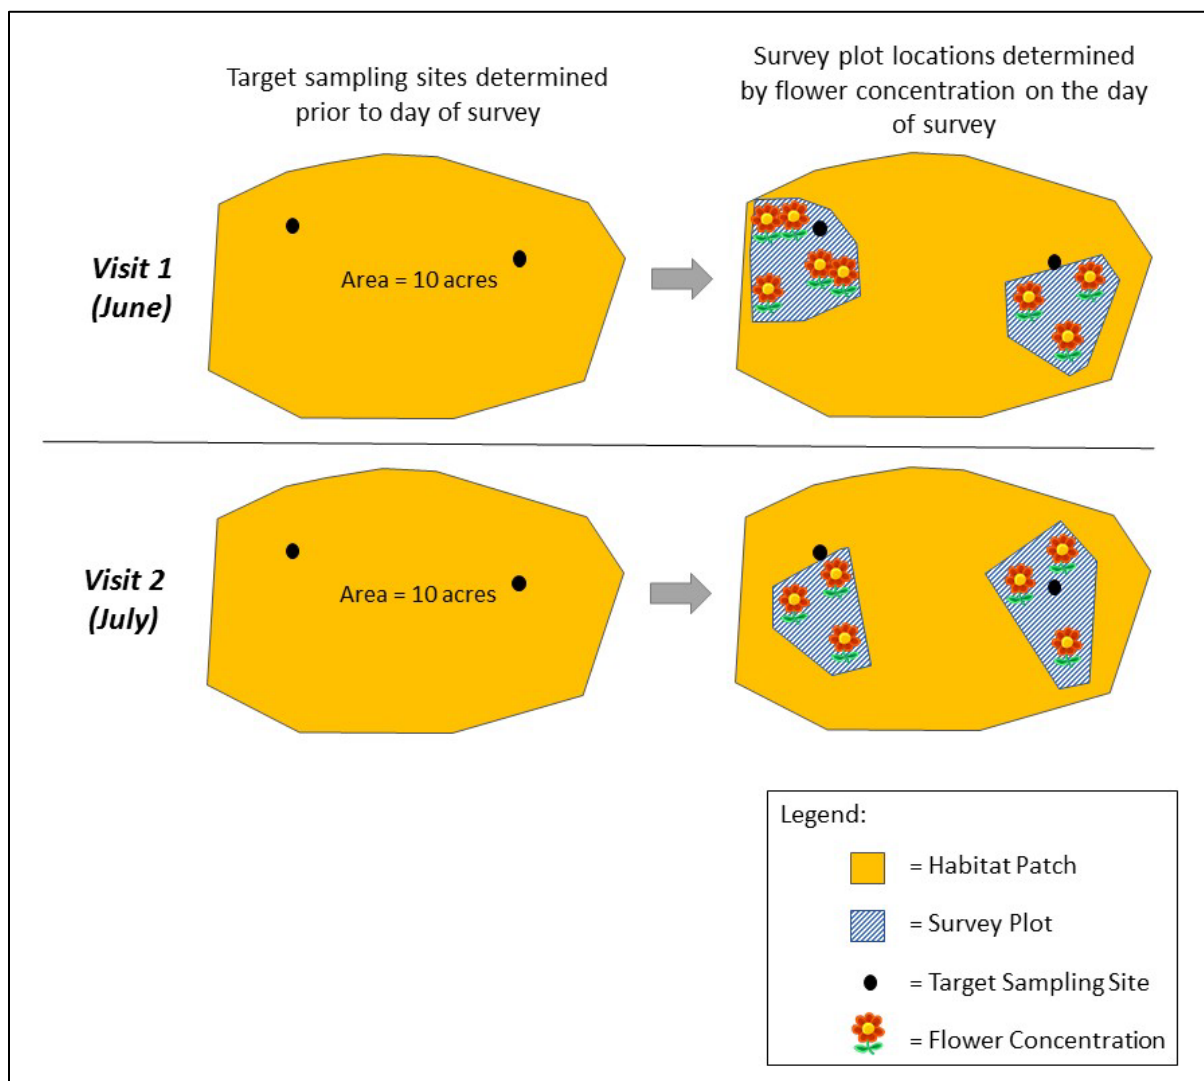 Target sampling sites determined
prior to day of survey
Survey plot locations determined
by flower concentration on the day
of survey
Visit 1
(June)
Area = 10 acres
Visit 2
(July)
Area = 10 acres
Legend:
= Habitat Patch
= Survey Plot
= Target Sampling Site
= Flower Concentration